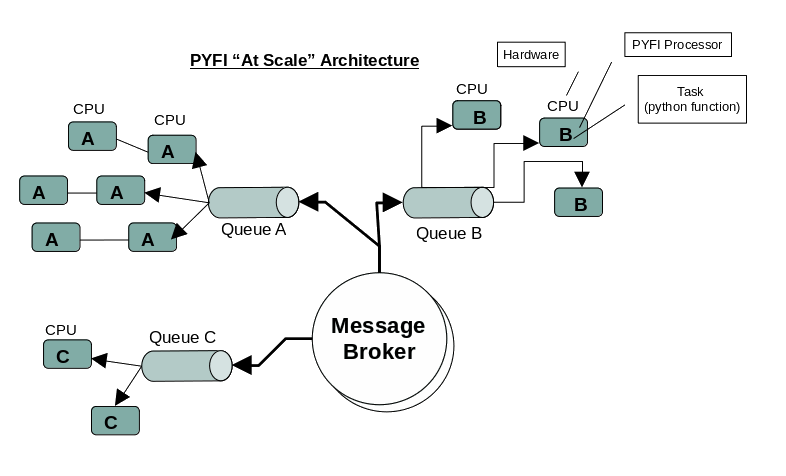 PYFI “At Scale” Architecture
Hardware
PYFI Processor
Task
(python function)
CPU
CPU
CPU
CPU
A
A
B
B
A
A
A
A
B
Queue A
Queue B
Message
Broker
CPU
Queue C
C
C